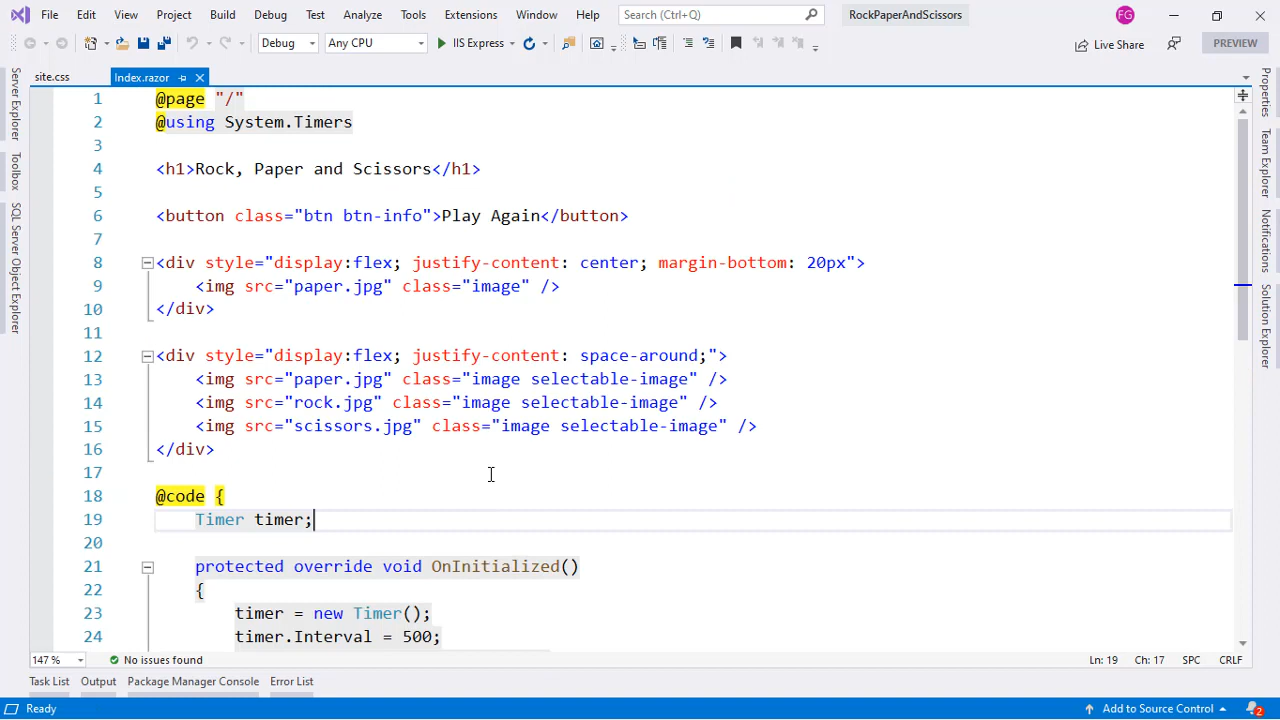 File Edit View Project Build Debug Test Analyze Tools Extensions Window Help Search (Ctrl+Q) RockPaperAndScissors FG
Debug Any CPU IIS Express Live Share PREVIEW
site.css Index.razor
Server Explorer
Toolbox
SQL Server Object Explorer
1 @page "/"
2 @using System.Timers
3
4 <h1>Rock, Paper and Scissors</h1>
5
6 <button class="btn btn-info">Play Again</button>
7
8 <div style="display:flex; justify-content: center; margin-bottom: 20px">
9 <img src="paper.jpg" class="image" />
10 </div>
11
12 <div style="display:flex; justify-content: space-around;">
13 <img src="paper.jpg" class="image selectable-image" />
14 <img src="rock.jpg" class="image selectable-image" />
15 <img src="scissors.jpg" class="image selectable-image" />
16 </div>
17
18 @code {
19 Timer timer;
20
21 protected override void OnInitialized()
22 {
23 timer = new Timer();
24 timer.Interval = 500;
Properties
Team Explorer
Notifications
Solution Explorer
147 % No issues found Ln: 19 Ch: 17 SPC CRLF
Task List Output Package Manager Console Error List
Ready Add to Source Control 2